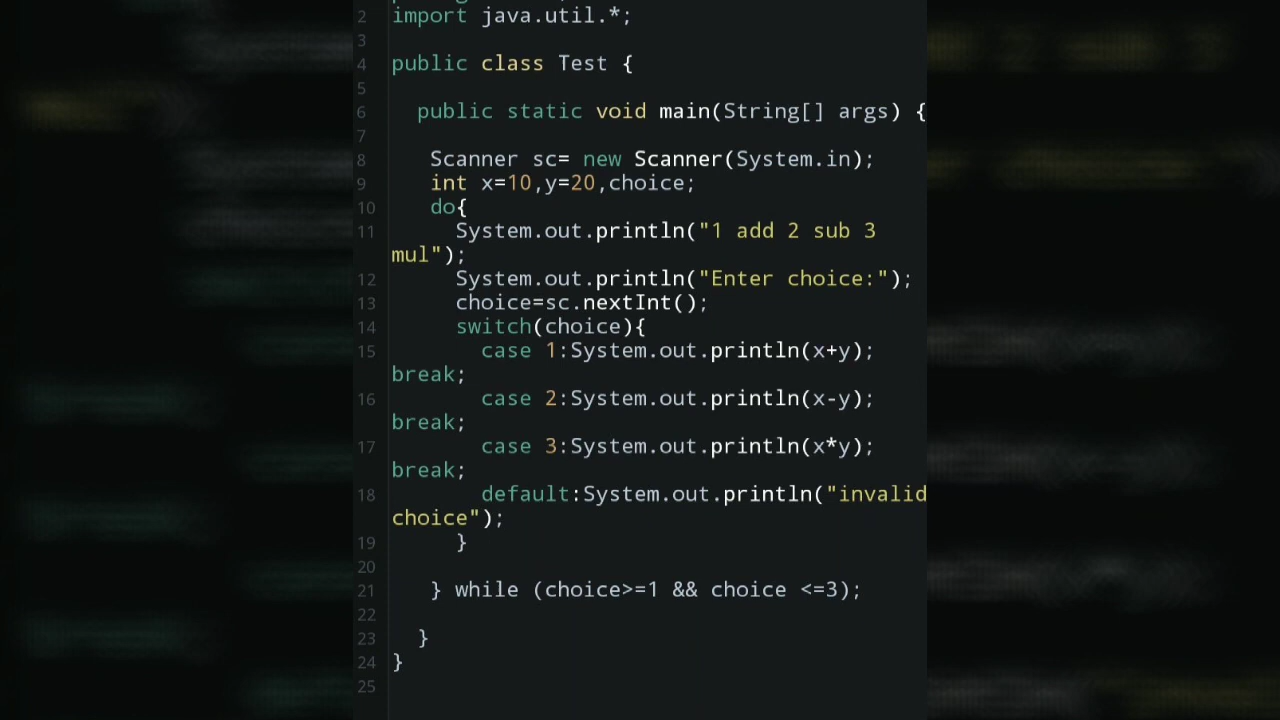 2 import java.util.*;
3
4 public class Test {
5
6 public static void main(String[] args) {
7
8 Scanner sc= new Scanner(System.in);
9 int x=10,y=20,choice;
10 do{
11 System.out.println("1 add 2 sub 3
mul");
12 System.out.println("Enter choice:");
13 choice=sc.nextInt();
14 switch(choice){
15 case 1:System.out.println(x+y);
break;
16 case 2:System.out.println(x-y);
break;
17 case 3:System.out.println(x*y);
break;
18 default:System.out.println("invalid
choice");
19 }
20
21 } while (choice>=1 && choice <=3);
22
23 }
24 }
25